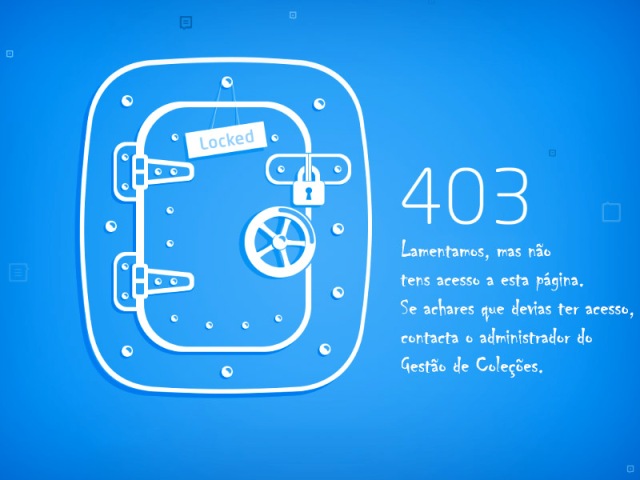 Locked
403
Lamentamos, mas não
tens acesso a esta página.
Se achares que devias ter acesso,
contacta o administrador do
Gestão de Coleções.